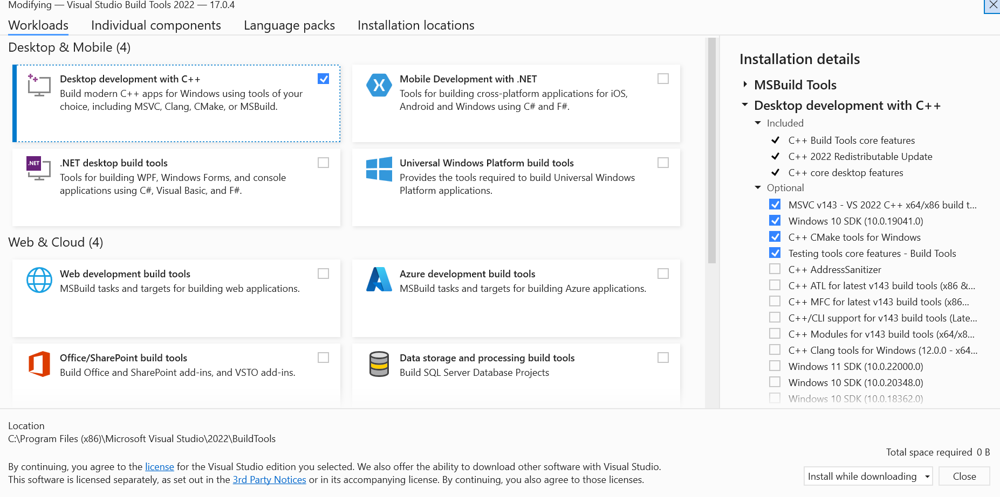 Modifying — Visual Studio Build Tools 2022 — 17.0.4
Workloads
Individual components
Language packs
Installation locations
Desktop & Mobile (4)
Desktop development with C++
Build modern C++ apps for Windows using tools of your
choice, including MSVC, Clang, CMake, or MSBuild.
Mobile Development with .NET
Tools for building cross-platform applications for iOS,
Android and Windows using C# and F#.
.NET
.NET desktop build tools
Tools for building WPF, Windows Forms, and console
applications using C#, Visual Basic, and F#.
Universal Windows Platform build tools
Provides the tools required to build Universal Windows
Platform applications.
Web & Cloud (4)
Web development build tools
MSBuild tasks and targets for building web applications.
Azure development build tools
MSBuild tasks and targets for building Azure applications.
Office/SharePoint build tools
Build Office and SharePoint add-ins, and VSTO add-ins.
Data storage and processing build tools
Build SQL Server Database Projects
Installation details
MSBuild Tools
Desktop development with C++
Included
C++ Build Tools core features
C++ 2022 Redistributable Update
C++ core desktop features
Optional
MSVC v143 - VS 2022 C++ x64/x86 build t...
Windows 10 SDK (10.0.19041.0)
C++ CMake tools for Windows
Testing tools core features - Build Tools
C++ AddressSanitizer
C++ ATL for latest v143 build tools (x86 &...
C++ MFC for latest v143 build tools (x86...
C++/CLI support for v143 build tools (Late...
C++ Modules for v143 build tools (x64/x8...
C++ Clang tools for Windows (12.0.0 - x64...
Windows 11 SDK (10.0.22000.0)
Windows 10 SDK (10.0.20348.0)
Windows 10 SDK (10.0.18362.0)
Location
C:\Program Files (x86)\Microsoft Visual Studio\2022\BuildTools
Total space required 0 B
By continuing, you agree to the license for the Visual Studio edition you selected. We also offer the ability to download other software with Visual Studio.
This software is licensed separately, as set out in the 3rd Party Notices or in its accompanying license. By continuing, you also agree to those licenses.
Install while downloading
Close